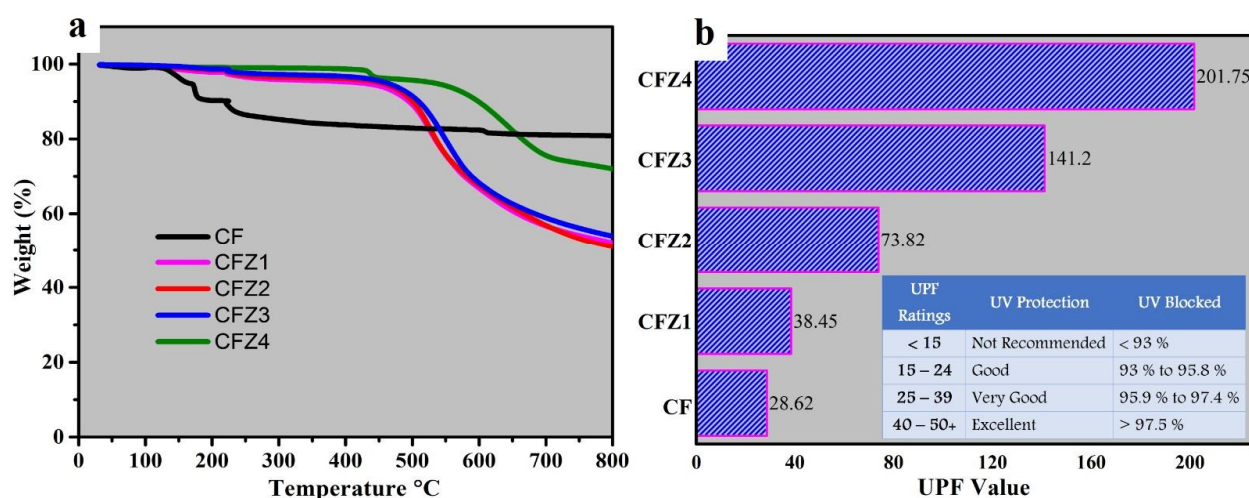 a
100
80
60
40
20
0
Weight (%)
CF
CFZ1
CFZ2
CFZ3
CFZ4
0 100 200 300 400 500 600 700 800
Temperature °C
b
CFZ4
201.75
CFZ3
141.2
CFZ2
73.82
CFZ1
38.45
CF
28.62
UPF Ratings UV Protection UV Blocked
< 15 Not Recommended < 93 %
15 – 24 Good 93 % to 95.8 %
25 – 39 Very Good 95.9 % to 97.4 %
40 – 50+ Excellent > 97.5 %
0 40 80 120 160 200
UPF Value